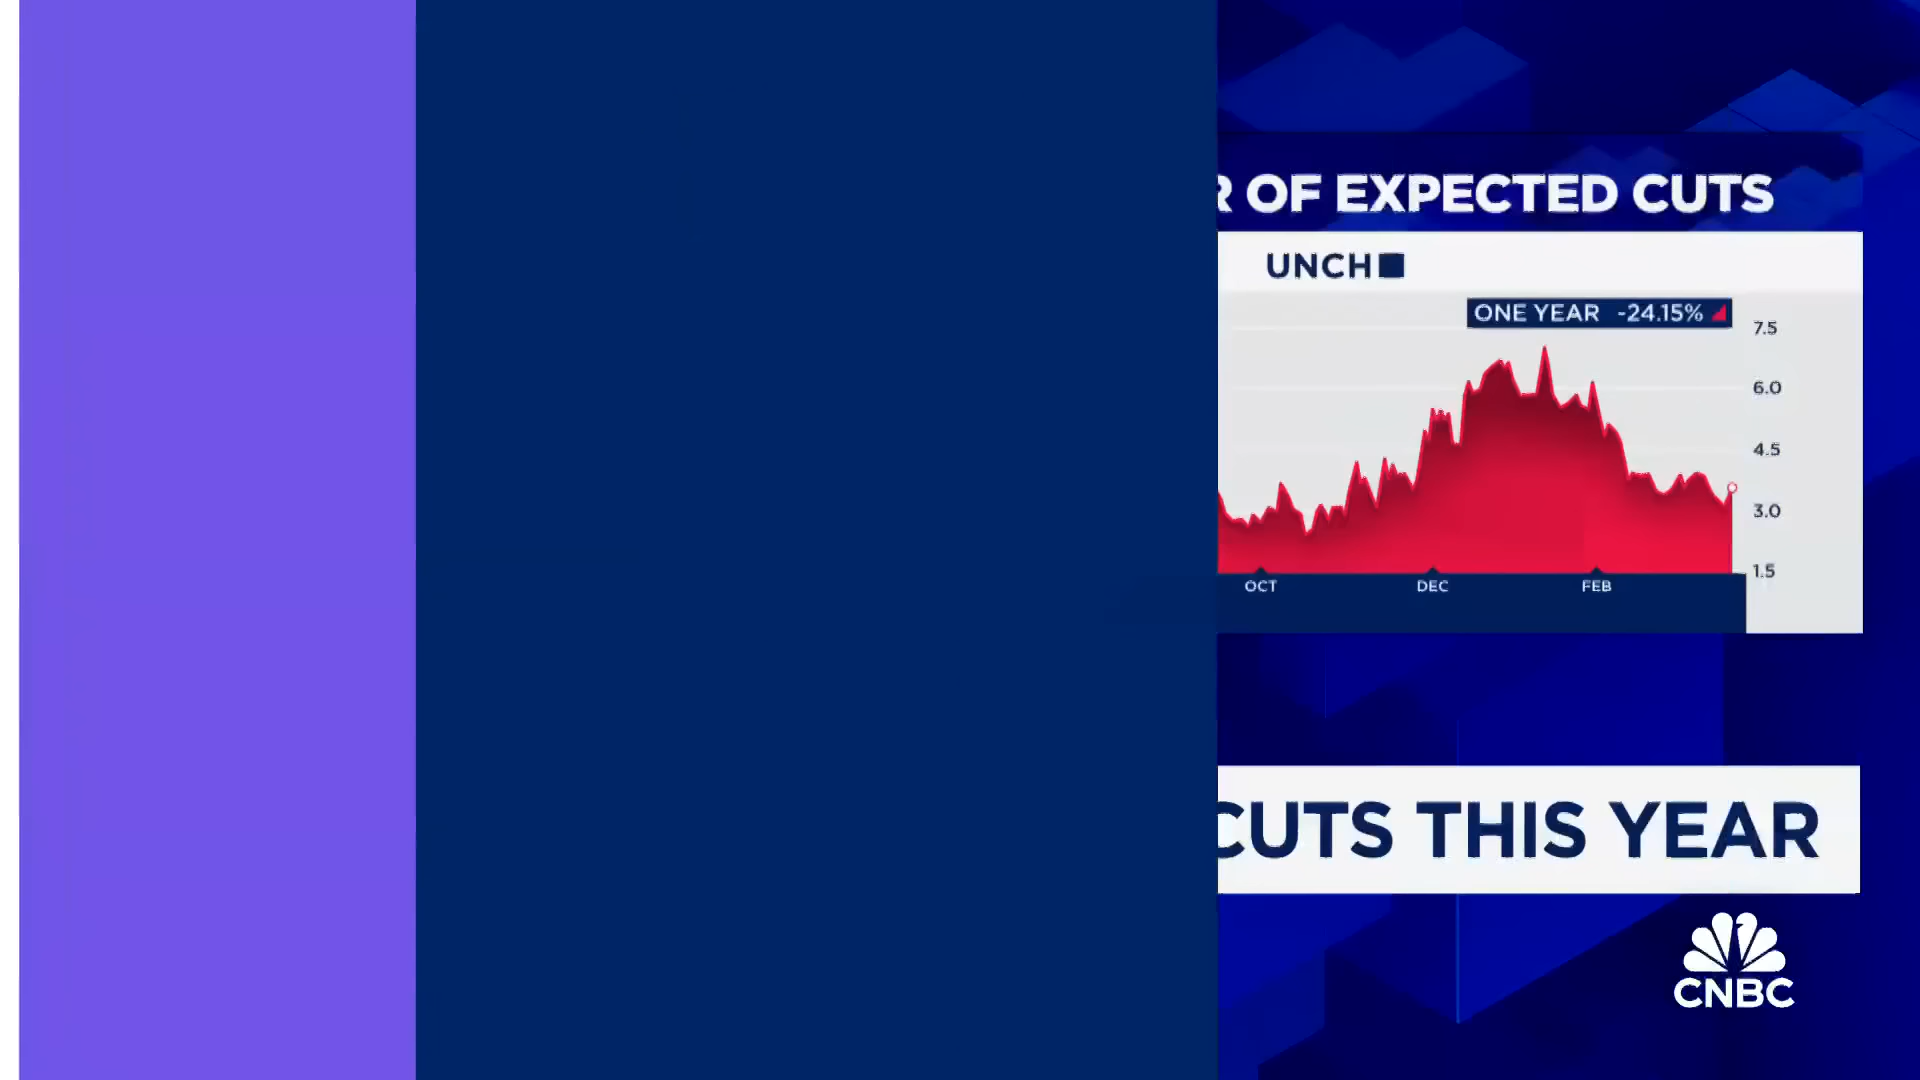 R OF EXPECTED CUTS
UNCH
ONE YEAR -24.15%
7.5
6.0
4.5
3.0
1.5
OCT DEC FEB
CUTS THIS YEAR
CNBC